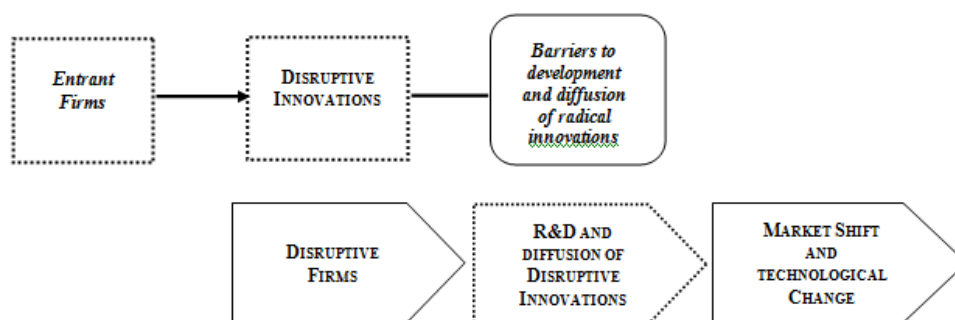 Entrant
Firms
DISRUPTIVE
INNOVATIONS
Barriers to
development
and diffusion
of radical
innovations
DISRUPTIVE
FIRMS
R&D AND
DIFFUSION OF
DISRUPTIVE
INNOVATIONS
MARKET SHIFT
AND
TECHNOLOGICAL
CHANGE